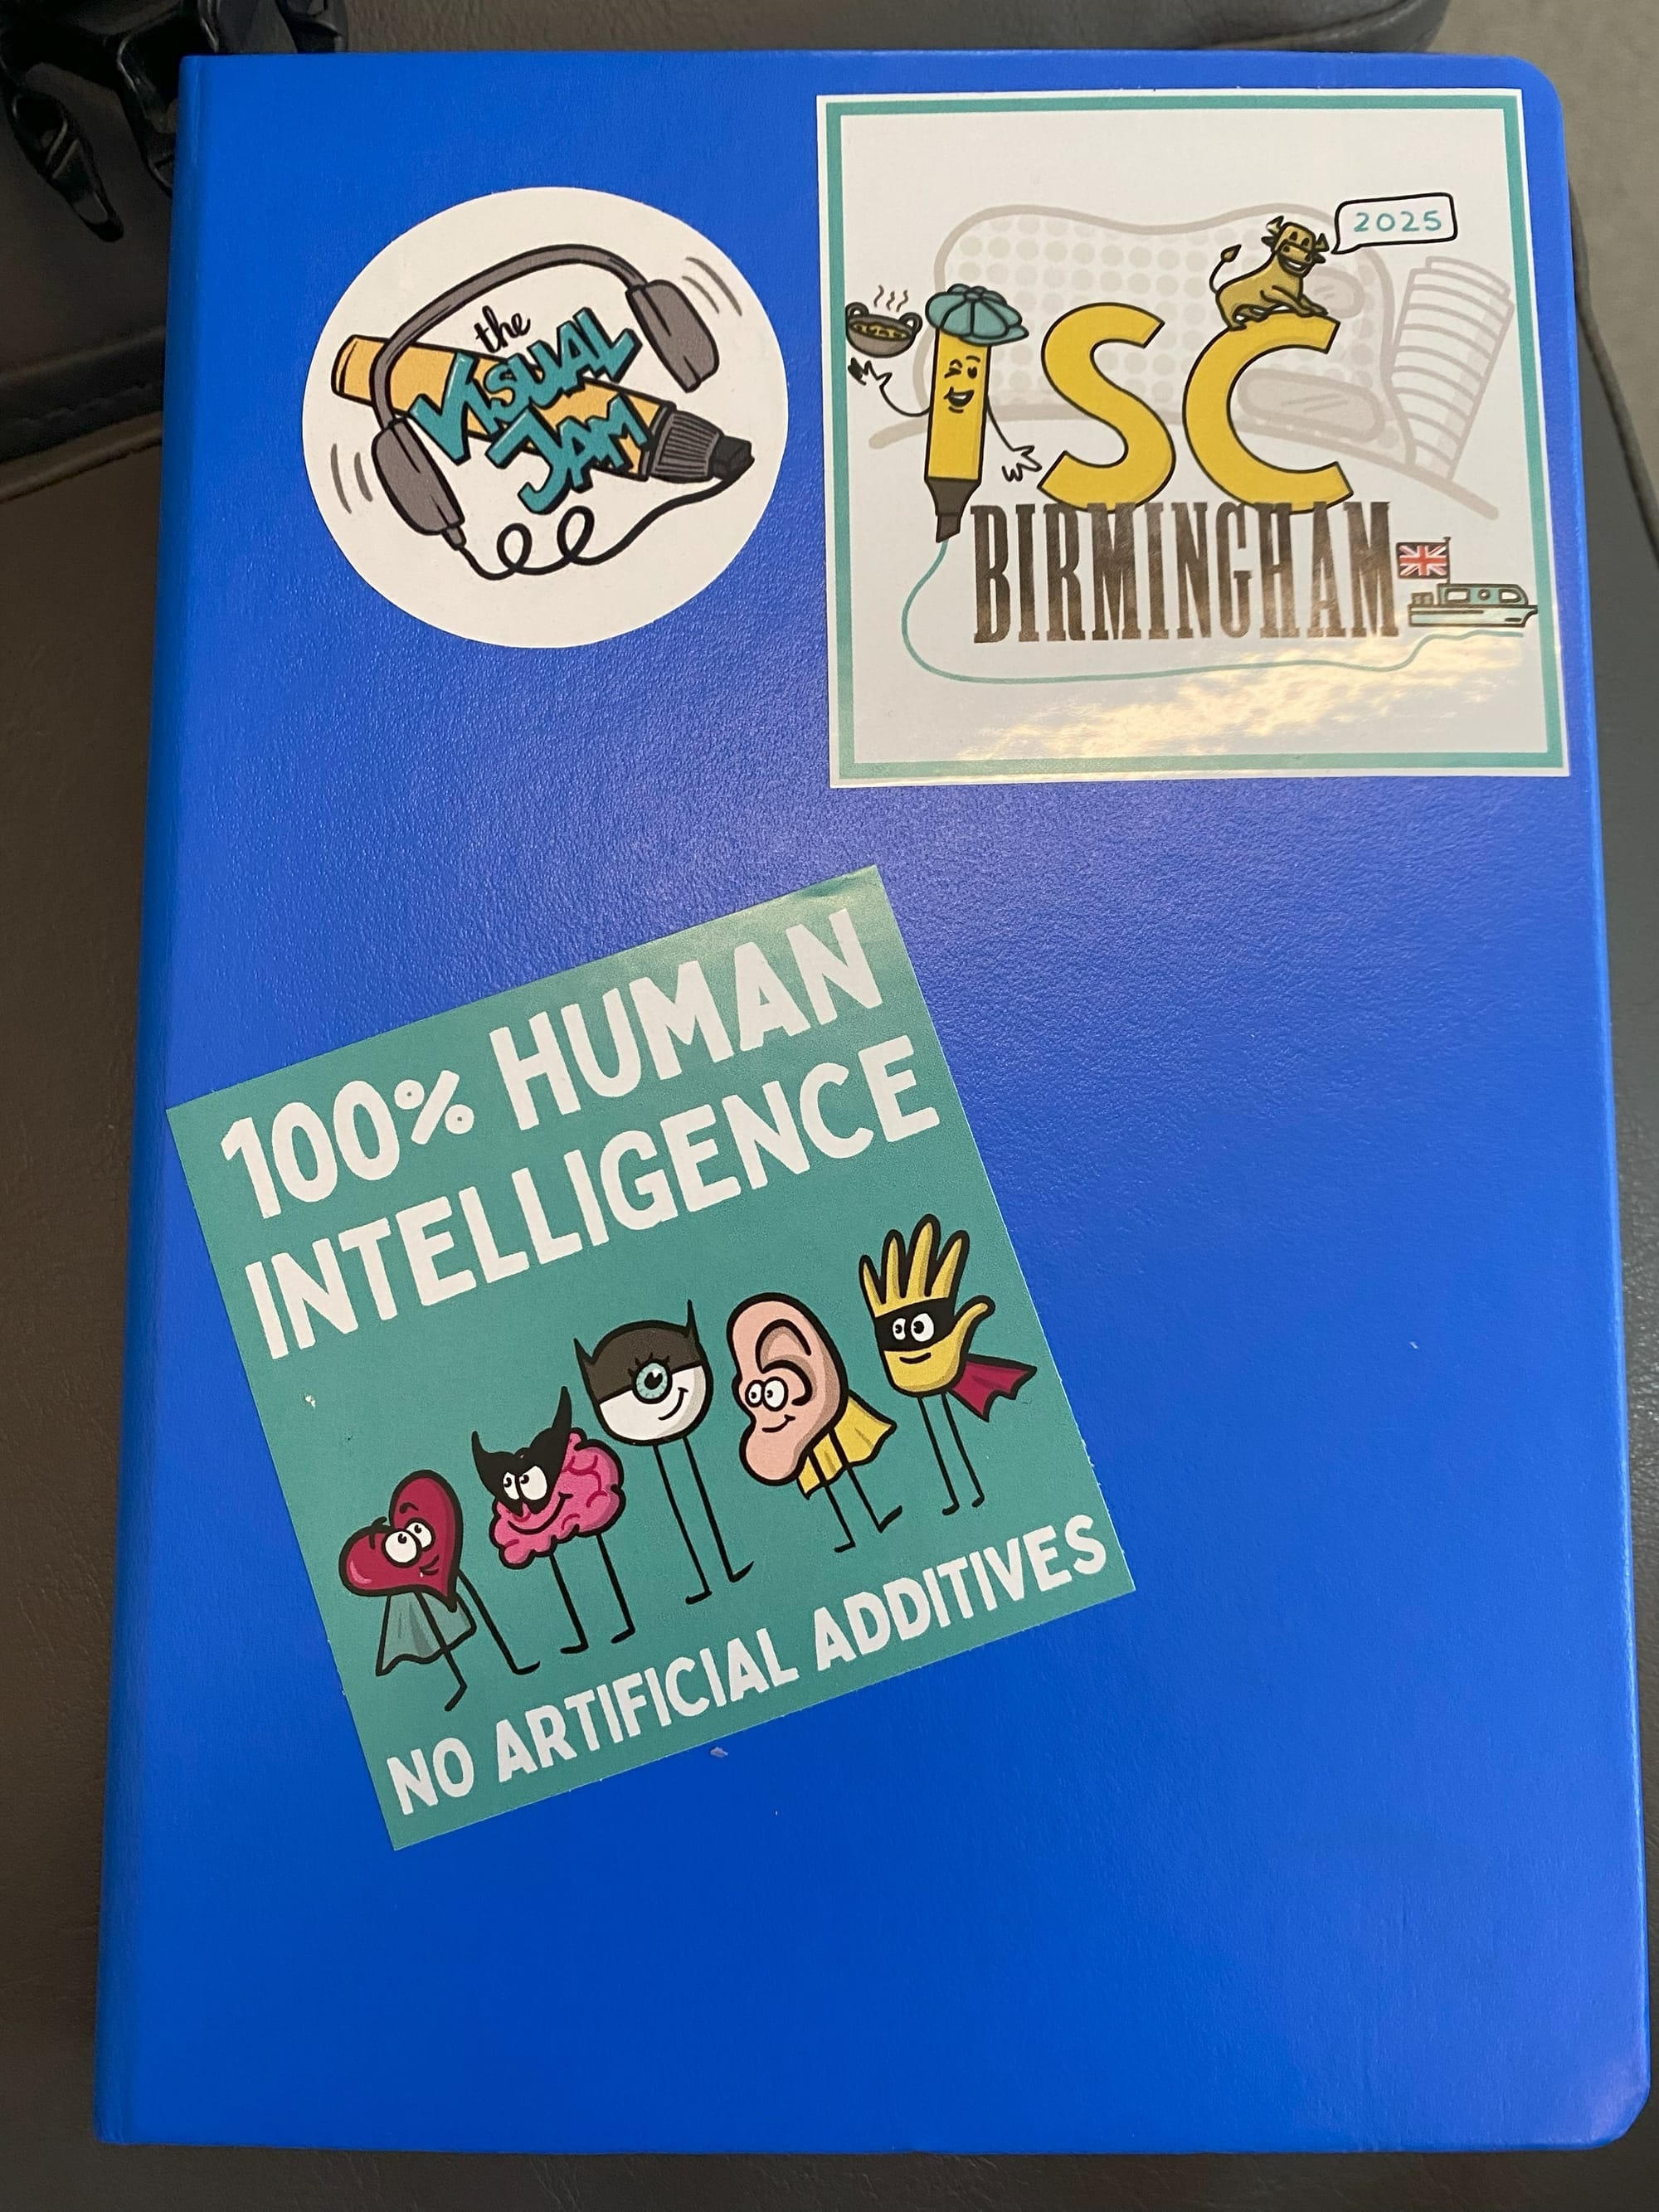 the
VISUAL
JAM
2025
ISC
BIRMINGHAM
100% HUMAN
INTELLIGENCE
NO ARTIFICIAL ADDITIVES